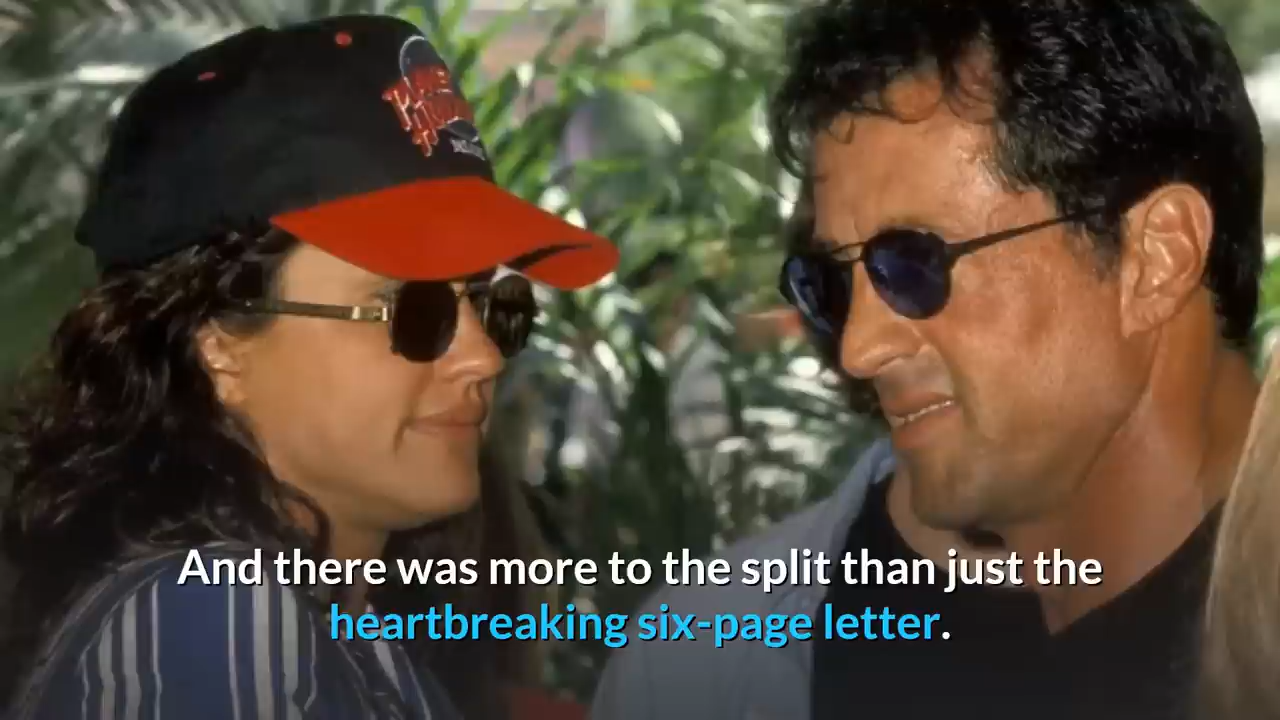 And there was more to the split than just the
heartbreaking six-page letter.